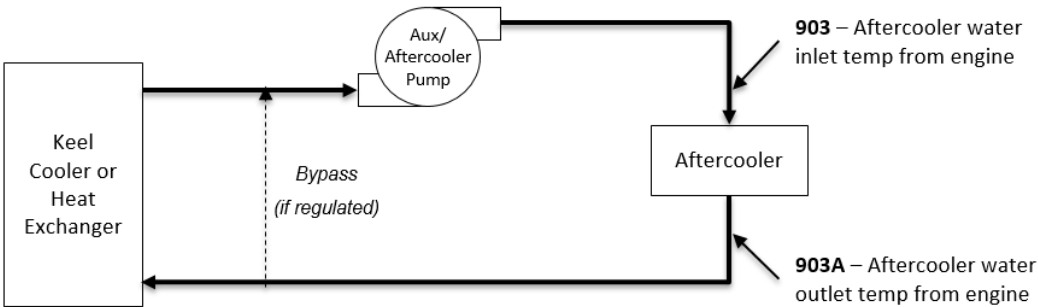 Aux/
Aftercooler
Pump
903 – Aftercooler water
inlet temp from engine
Keel
Cooler or
Heat
Exchanger
Bypass
(if regulated)
Aftercooler
903A – Aftercooler water
outlet temp from engine